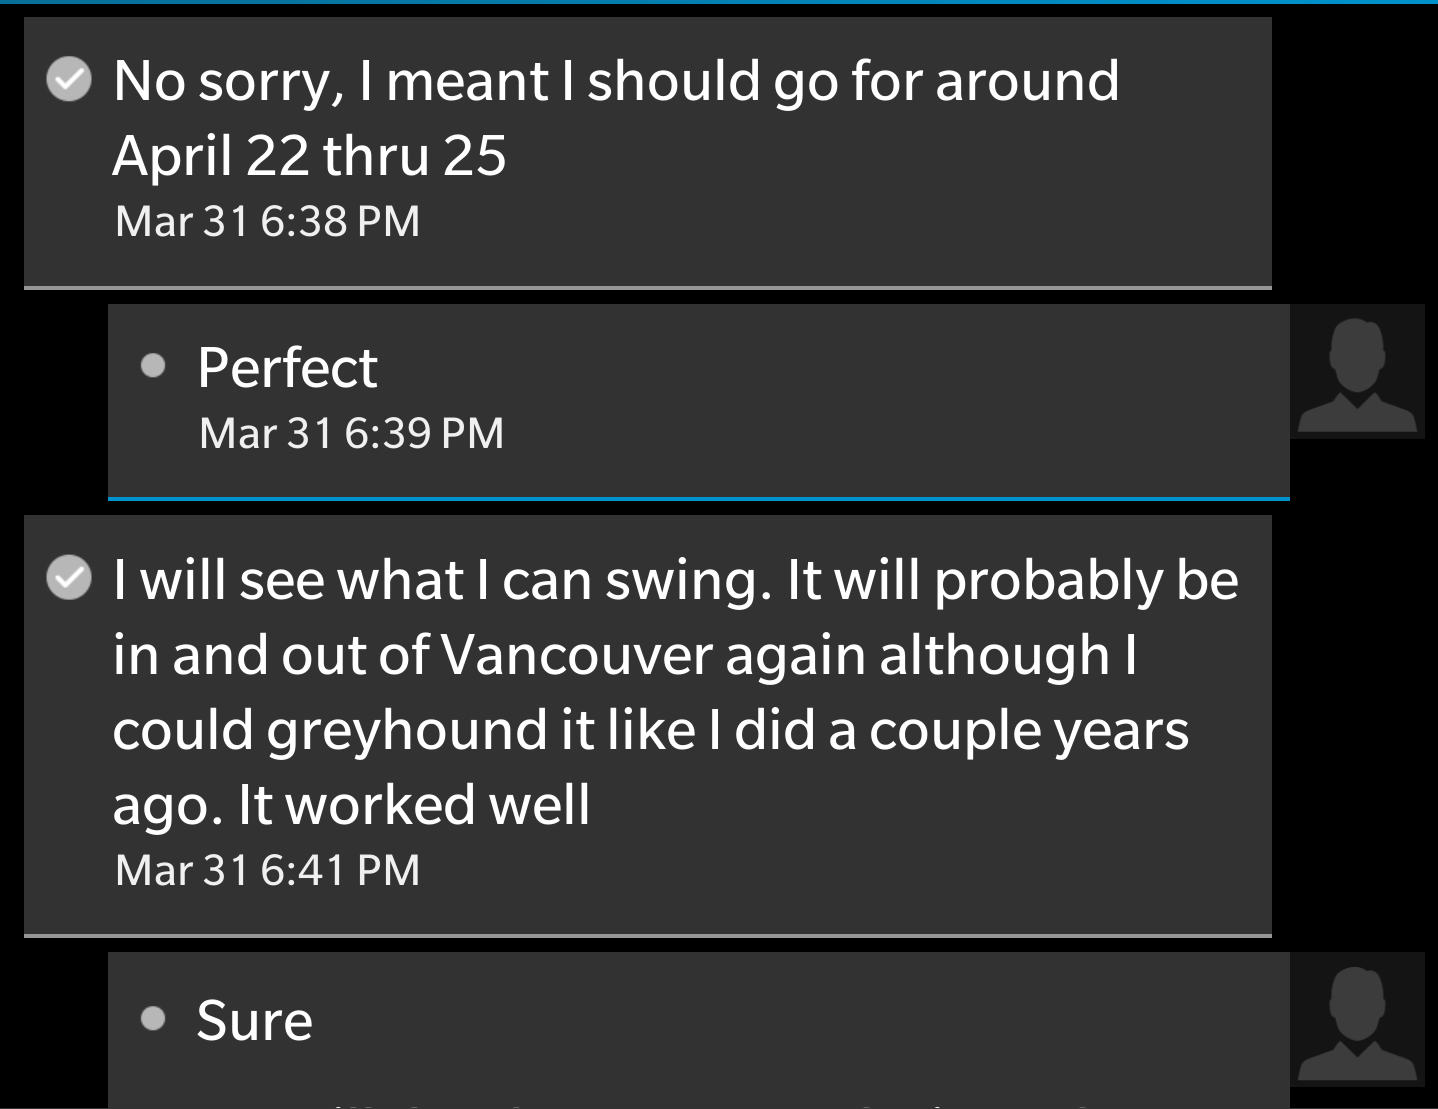 No sorry, I meant I should go for around
April 22 thru 25
Mar 31 6:38 PM
Perfect
Mar 31 6:39 PM
I will see what I can swing. It will probably be
in and out of Vancouver again although I
could greyhound it like I did a couple years
ago. It worked well
Mar 31 6:41 PM
Sure